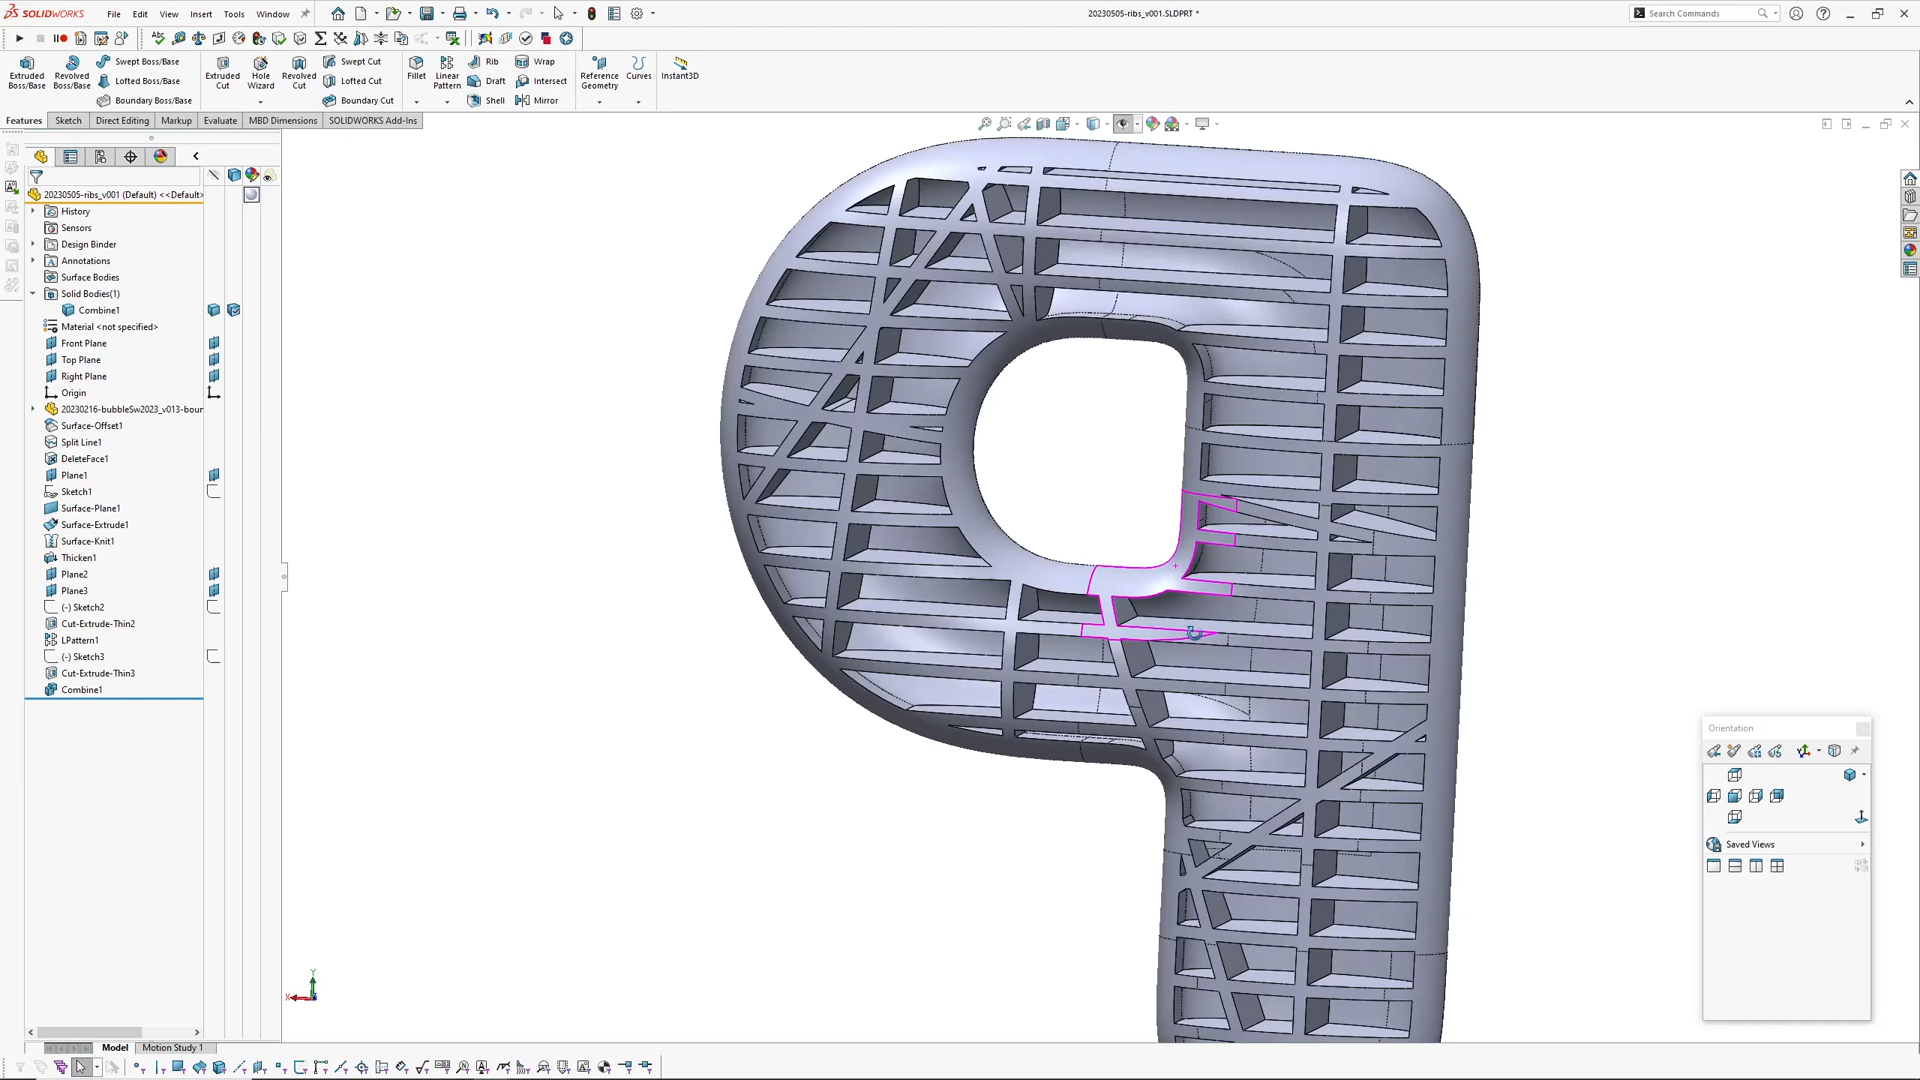 SOLIDWORKS File Edit View Insert Tools Window 20230505-ribs_v001.SLDPRT * Search Commands
Extruded Boss/Base
Revolved Boss/Base
Swept Boss/Base
Lofted Boss/Base
Boundary Boss/Base
Extruded Cut
Hole Wizard
Revolved Cut
Swept Cut
Lofted Cut
Boundary Cut
Fillet
Linear Pattern
Rib
Draft
Shell
Wrap
Intersect
Mirror
Reference Geometry
Curves
Instant3D
Features Sketch Direct Editing Markup Evaluate MBD Dimensions SOLIDWORKS Add-Ins
20230505-ribs_v001 (Default) <<Default>
History
Sensors
Design Binder
Annotations
Surface Bodies
Solid Bodies(1)
Combine1
Material <not specified>
Front Plane
Top Plane
Right Plane
Origin
20230216-bubbleSw2023_v013-bour
Surface-Offset1
Split Line1
DeleteFace1
Plane1
Sketch1
Surface-Plane1
Surface-Extrude1
Surface-Knit1
Thicken1
Plane2
Plane3
(-) Sketch2
Cut-Extrude-Thin2
LPattern1
(-) Sketch3
Cut-Extrude-Thin3
Combine1
Orientation
Saved Views
Y
X
Model Motion Study 1